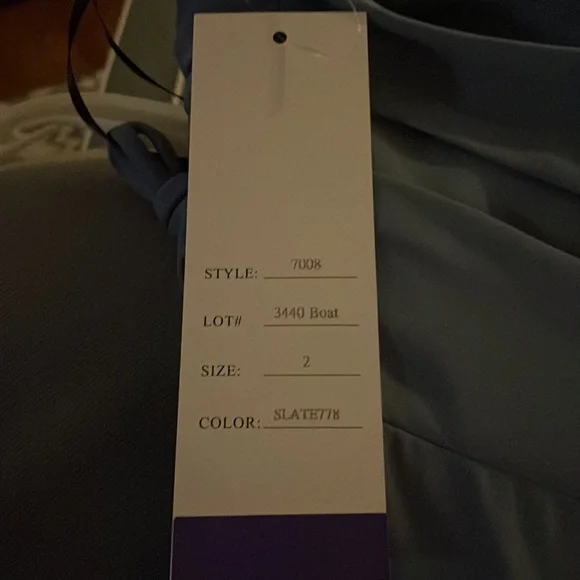 STYLE: 7008
LOT# 3440 Boat
SIZE: 2
COLOR: SLATE778